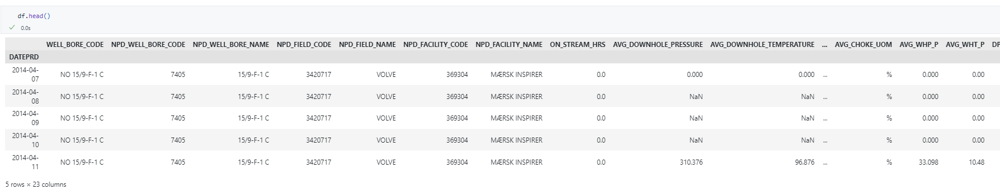 df.head()
0.0s
WELL_BORE_CODE NPD_WELL_BORE_CODE NPD_WELL_BORE_NAME NPD_FIELD_CODE NPD_FIELD_NAME NPD_FACILITY_CODE NPD_FACILITY_NAME ON_STREAM_HRS AVG_DOWNHOLE_PRESSURE AVG_DOWNHOLE_TEMPERATURE ... AVG_CHOKE_UOM AVG_WHP_P AVG_WHT_P DP
DATEPRD
2014-04-
07 NO 15/9-F-1 C 7405 15/9-F-1 C 3420717 VOLVE 369304 MÆRSK INSPIRER 0.0 0.000 0.000 ... % 0.000 0.00
2014-04-
08 NO 15/9-F-1 C 7405 15/9-F-1 C 3420717 VOLVE 369304 MÆRSK INSPIRER 0.0 NaN NaN ... % 0.000 0.00
2014-04-
09 NO 15/9-F-1 C 7405 15/9-F-1 C 3420717 VOLVE 369304 MÆRSK INSPIRER 0.0 NaN NaN ... % 0.000 0.00
2014-04-
10 NO 15/9-F-1 C 7405 15/9-F-1 C 3420717 VOLVE 369304 MÆRSK INSPIRER 0.0 NaN NaN ... % 0.000 0.00
2014-04-
11 NO 15/9-F-1 C 7405 15/9-F-1 C 3420717 VOLVE 369304 MÆRSK INSPIRER 0.0 310.376 96.876 ... % 33.098 10.48
5 rows × 23 columns